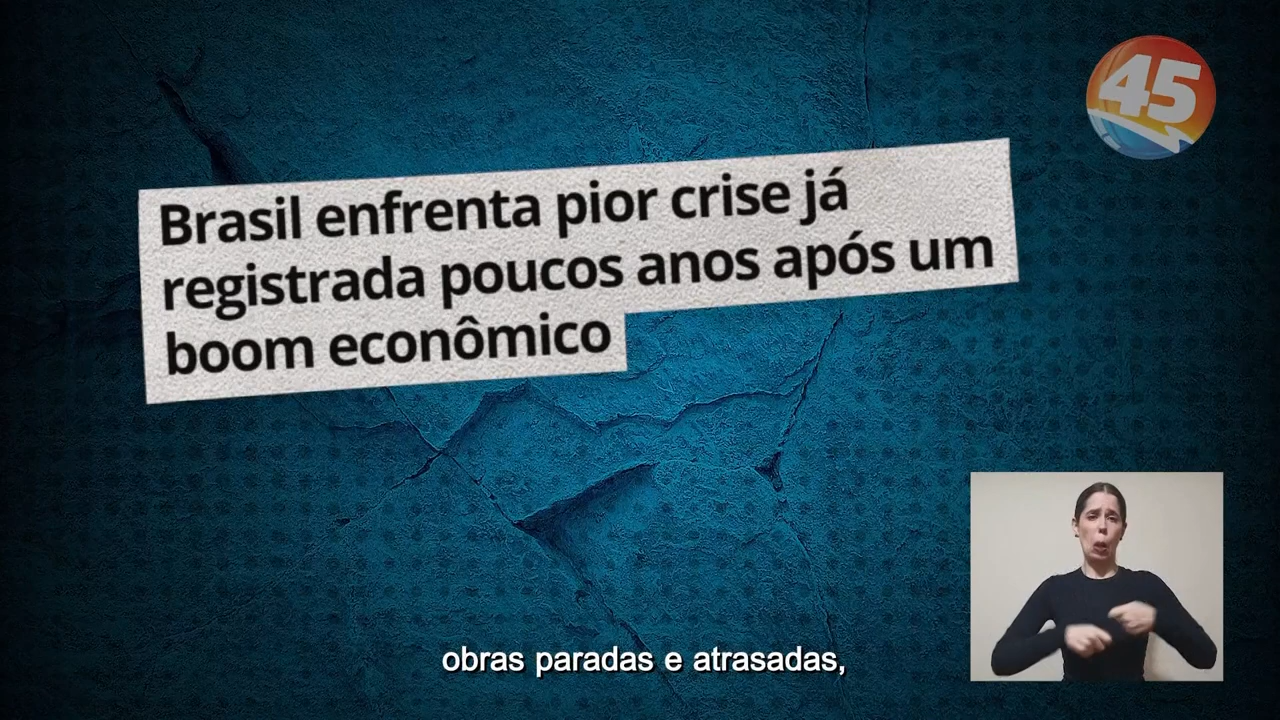 45
Brasil enfrenta pior crise já
registrada poucos anos após um
boom econômico
obras paradas e atrasadas,